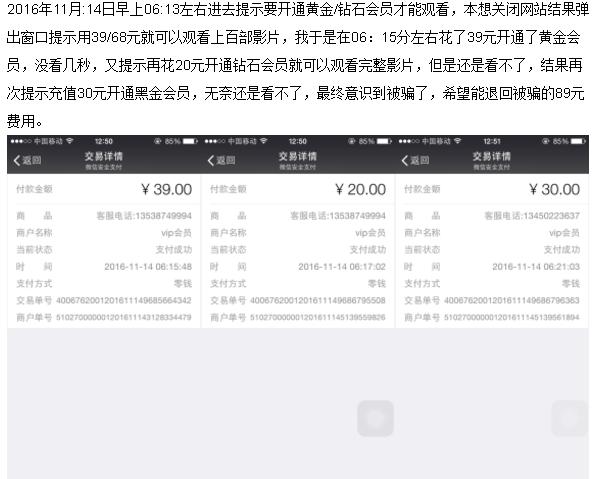 2016年11月:14日早上06:13左右进去提示要开通黄金/钻石会员才能观看，本想关闭网站结果弹
出窗口提示用39/68元就可以观看上百部影片，我于是在06：15分左右花了39元开通了黄金会
员，没看几秒，又提示再花20元开通钻石会员就可以观看完整影片，但是还是看不了，结果再
次提示充值30元开通黑金会员，无奈还是看不了，最终意识到被骗了，希望能退回被骗的89元
费用。
中国移动 12:50 85%
返回 交易详情
微信安全支付
付款金额 ¥39.00
商品 客服电话:13538749994
商户名称 vip会员
当前状态 支付成功
时间 2016-11-14 06:15:48
支付方式 零钱
交易单号 4006762001201611149685664342
商户单号 51027000000120161114312833​4479
中国移动 12:50 85%
返回 交易详情
微信安全支付
付款金额 ¥20.00
商品 客服电话:13538749994
商户名称 vip会员
当前状态 支付成功
时间 2016-11-14 06:17:02
支付方式 零钱
交易单号 4006762001201611149686795508
商户单号 510270000001201611145139559826
中国移动 12:51 85%
返回 交易详情
微信安全支付
付款金额 ¥30.00
商品 客服电话:13450223637
商户名称 vip会员
当前状态 支付成功
时间 2016-11-14 06:21:03
支付方式 零钱
交易单号 4006762001201611149686796363
商户单号 510270000001201611145139561894